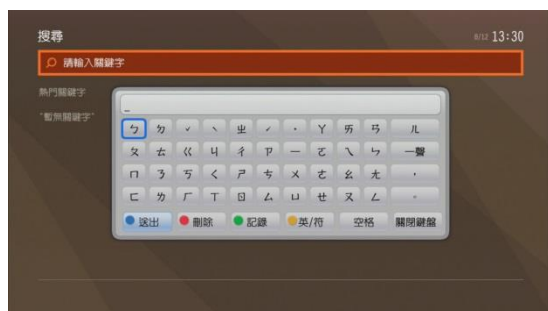 搜尋
9/12 13:30
請輸入關鍵字
熱門關鍵字
"暫無關鍵字"
_
ㄅ ㄉ ˇ ˋ ㄓ ˊ ˙ ㄚ ㄞ ㄢ ㄦ
ㄆ ㄊ ㄍ ㄐ ㄔ ㄗ ㄧ ㄛ ㄟ ㄣ 一聲
ㄇ ㄋ ㄎ ㄑ ㄕ ㄘ ㄨ ㄜ ㄠ ㄤ
ㄈ ㄌ ㄏ ㄒ ㄖ ㄙ ㄩ ㄝ ㄡ ㄥ
送出 刪除 記錄 英/符 空格 關閉鍵盤